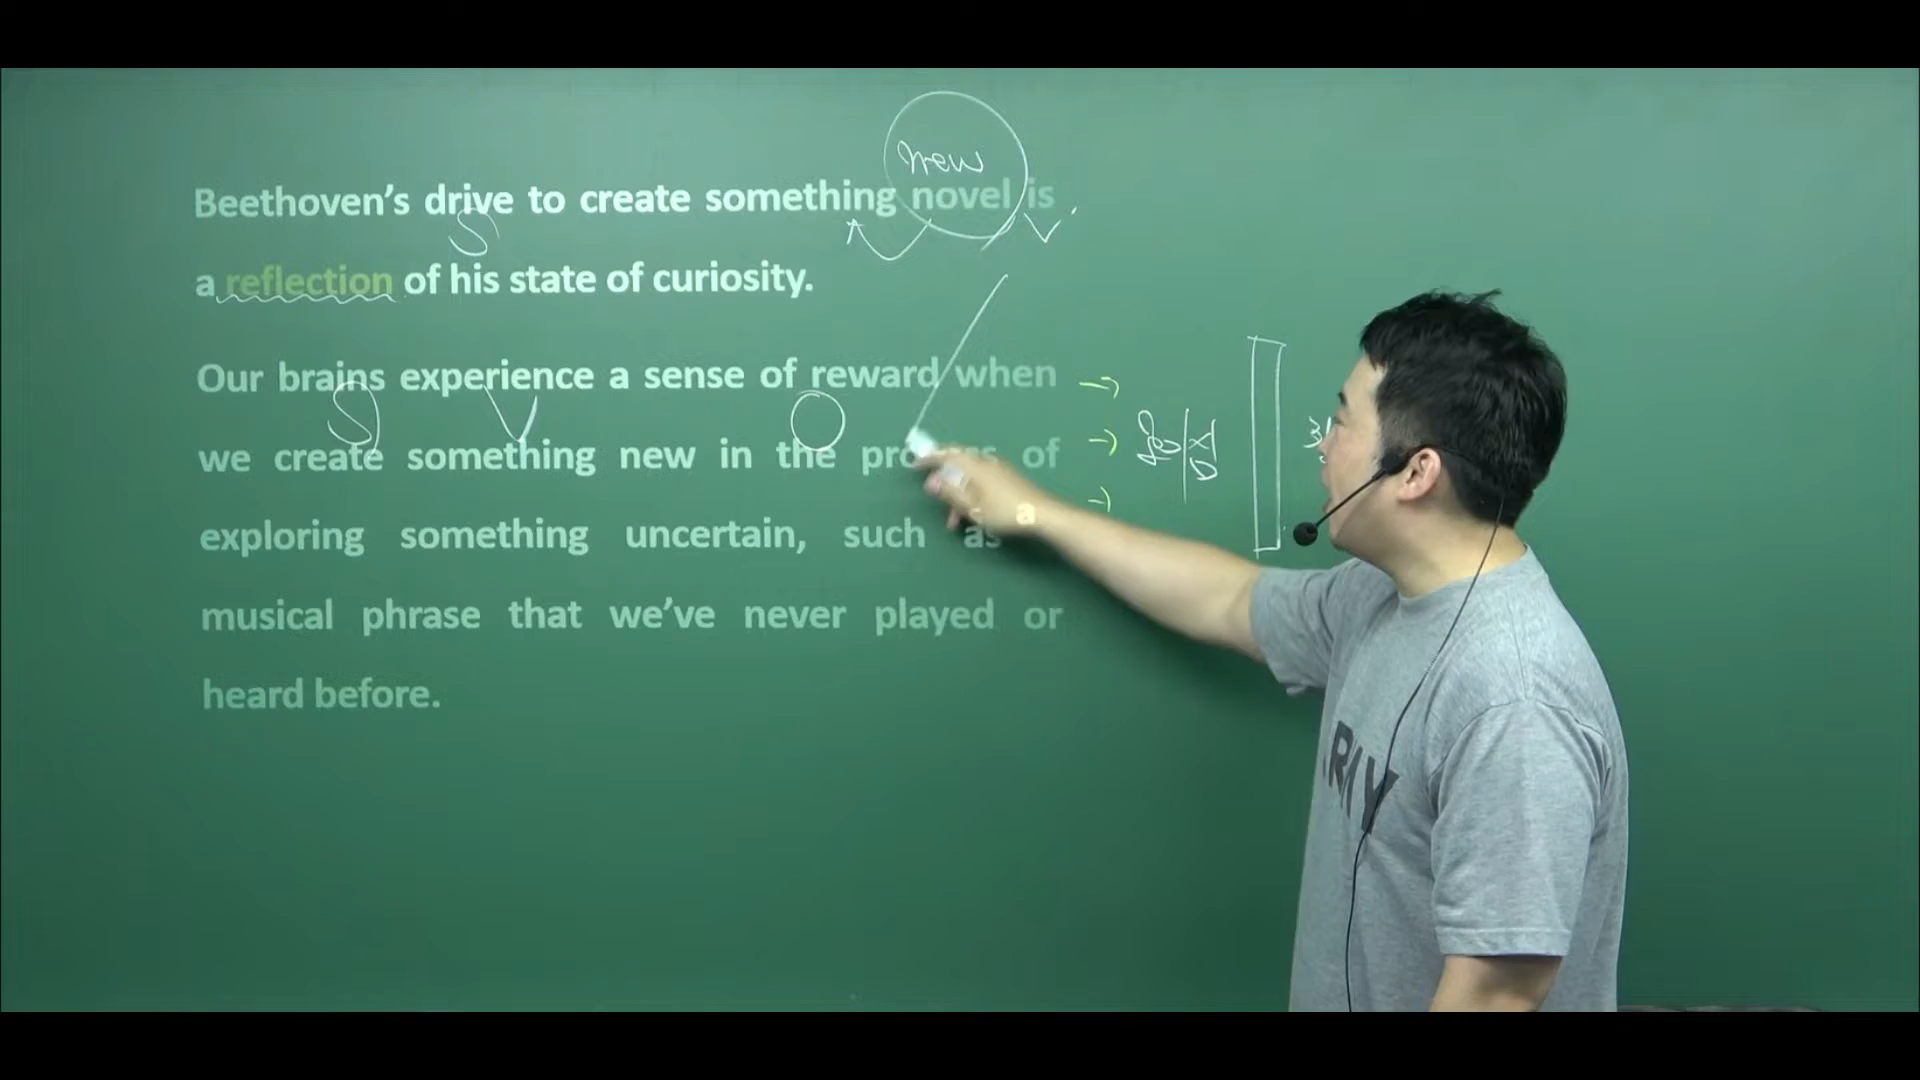 new
Beethoven's drive to create something novel is
S
V
a reflection of his state of curiosity.
Our brains experience a sense of reward when
S V O
we create something new in the process of
exploring something uncertain, such as a
musical phrase that we've never played or
heard before.